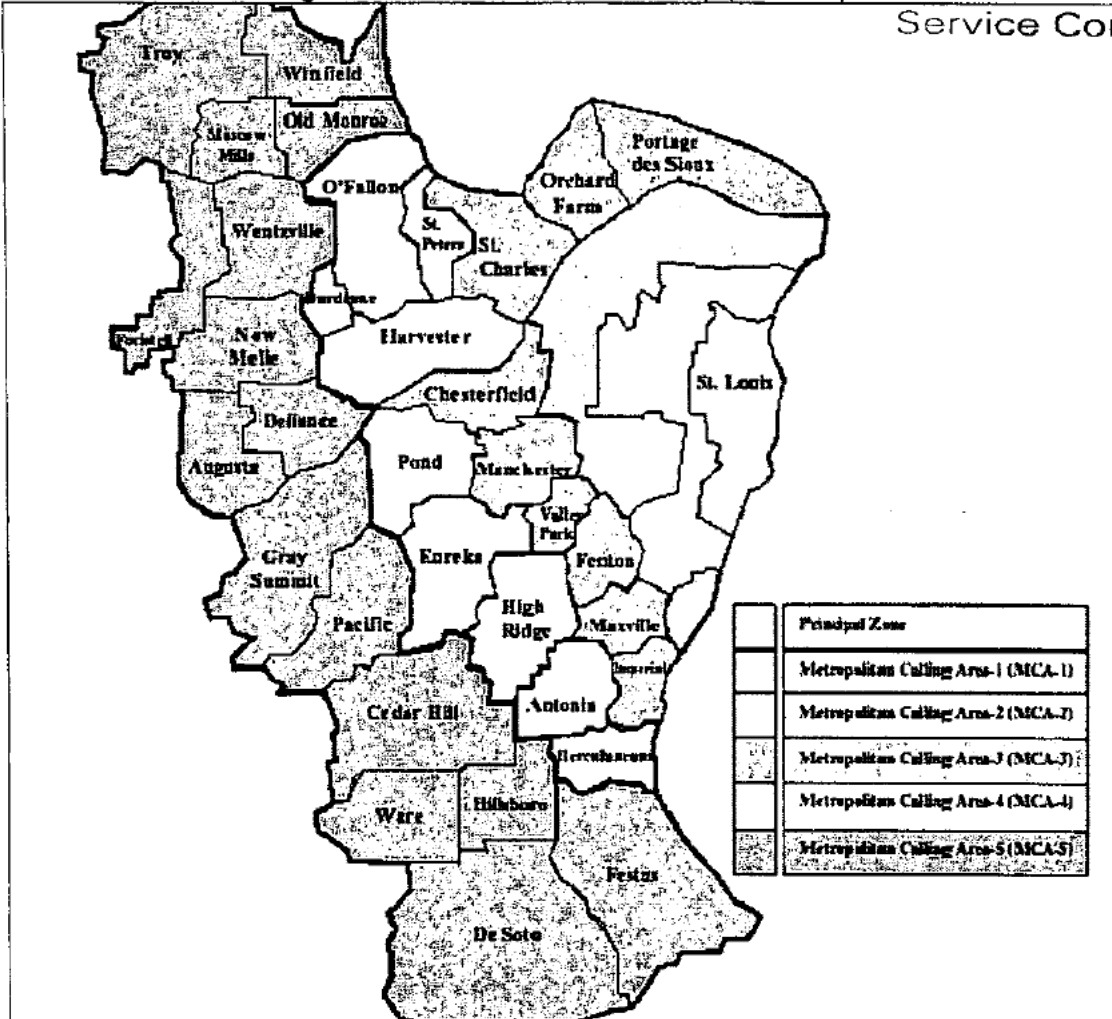 Service Cor
Troy
Winfield
Old Monroe
Moscow
Mills
Portage
des Sioux
Orchard
Farm
O'Fallon
St.
Peters
St.
Charles
Wentzville
Harvester
New
Melle
St. Louis
Chesterfield
Defiance
Augusta
Pond
Manchester
Valley
Park
Eureka
Fenton
Gray
Summit
High
Ridge
Pacific
Maxville
Imperial
Antonia
Cedar Hill
Herculaneum
Hillsboro
Ware
Festus
De Soto
Principal Zone
Metropolitan Calling Area-1 (MCA-1)
Metropolitan Calling Area-2 (MCA-2)
Metropolitan Calling Area-3 (MCA-3)
Metropolitan Calling Area-4 (MCA-4)
Metropolitan Calling Area-5 (MCA-5)